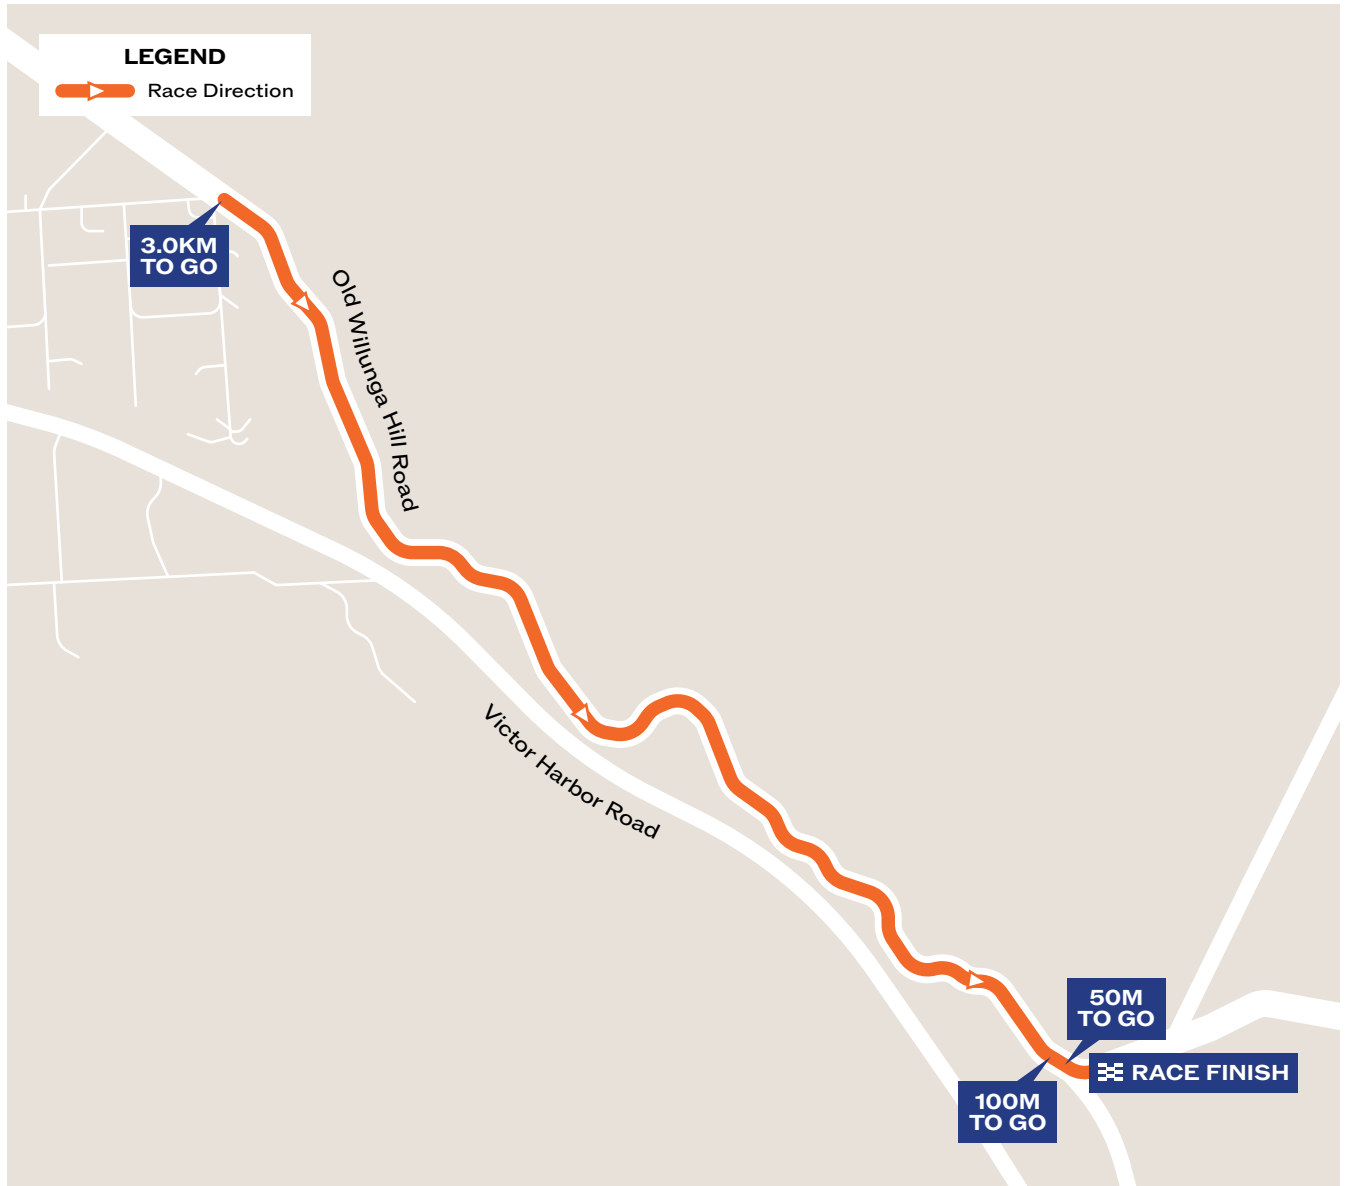 LEGEND
Race Direction
3.0KM
TO GO
Old Willunga Hill Road
Victor Harbor Road
50M
TO GO
RACE FINISH
100M
TO GO